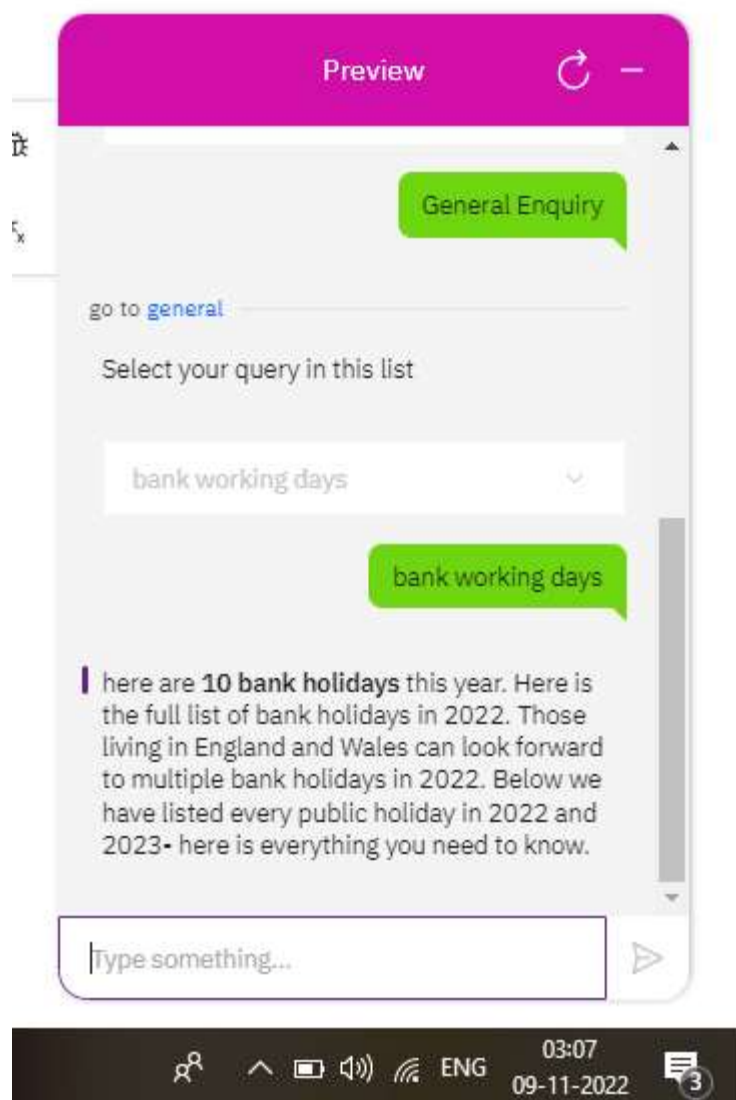 Preview
General Enquiry
go to general
Select your query in this list
bank working days
bank working days
here are 10 bank holidays this year. Here is
the full list of bank holidays in 2022. Those
living in England and Wales can look forward
to multiple bank holidays in 2022. Below we
have listed every public holiday in 2022 and
2023- here is everything you need to know.
Type something...
ENG
03:07
09-11-2022
3